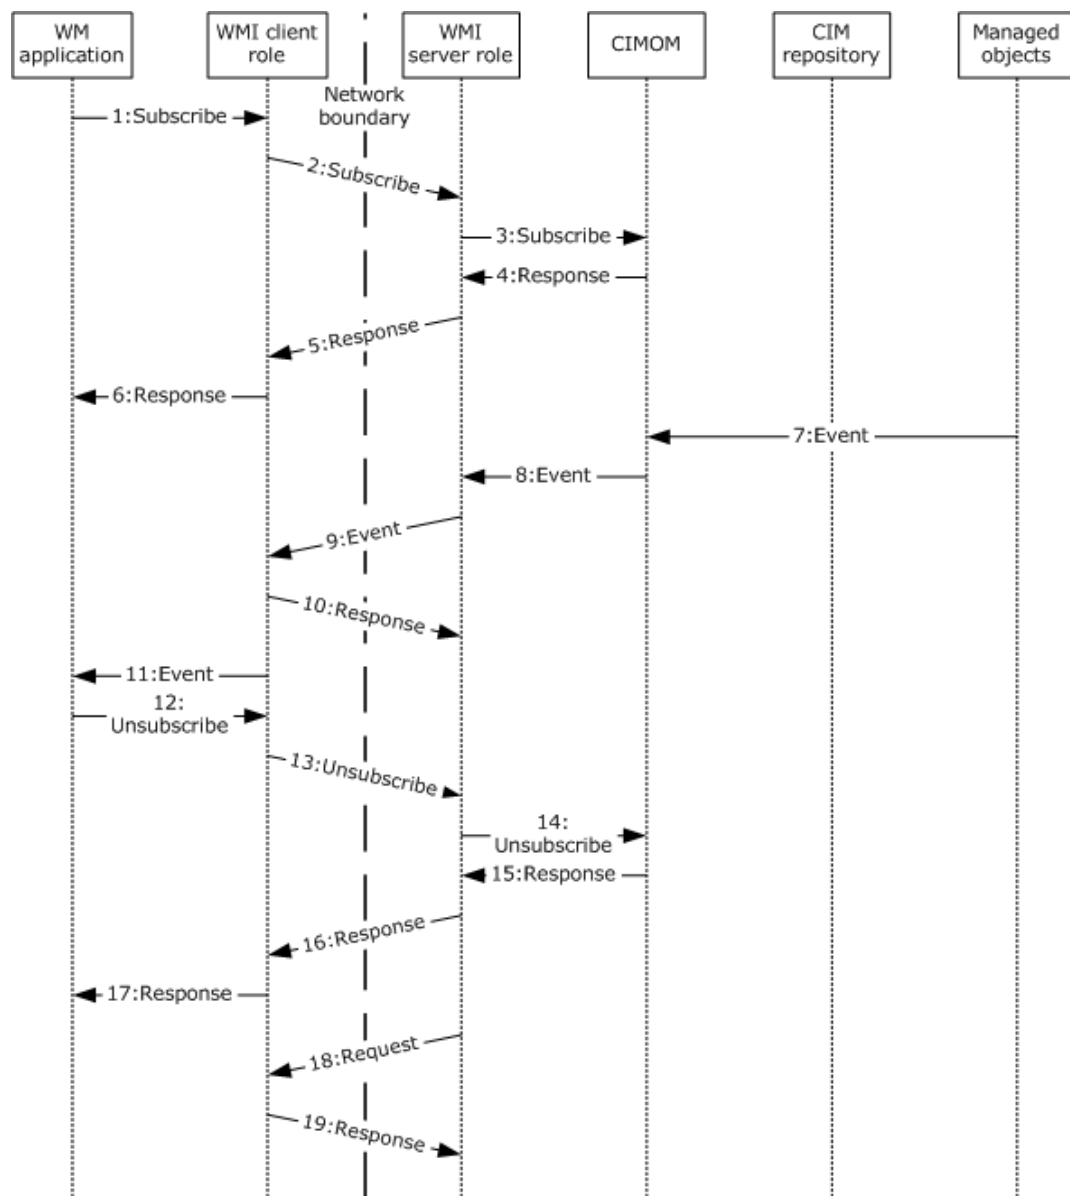 WM
application
WMI client
role
WMI
server role
CIMOM
CIM
repository
Managed
objects
Network
boundary
1:Subscribe
2:Subscribe
3:Subscribe
4:Response
5:Response
6:Response
7:Event
8:Event
9:Event
10:Response
11:Event
12:
Unsubscribe
13:Unsubscribe
14:
Unsubscribe
15:Response
16:Response
17:Response
18:Request
19:Response